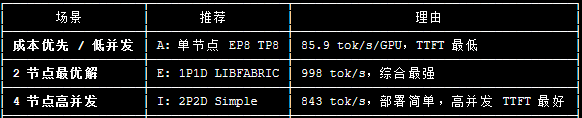 场景 推荐 理由
成本优先 / 低并发 A: 单节点 EP8 TP8 85.9 tok/s/GPU, TTFT 最低
2 节点最优解 E: 1P1D LIBFABRIC 998 tok/s, 综合最强
4 节点高并发 I: 2P2D Simple 843 tok/s, 部署简单, 高并发 TTFT 最好